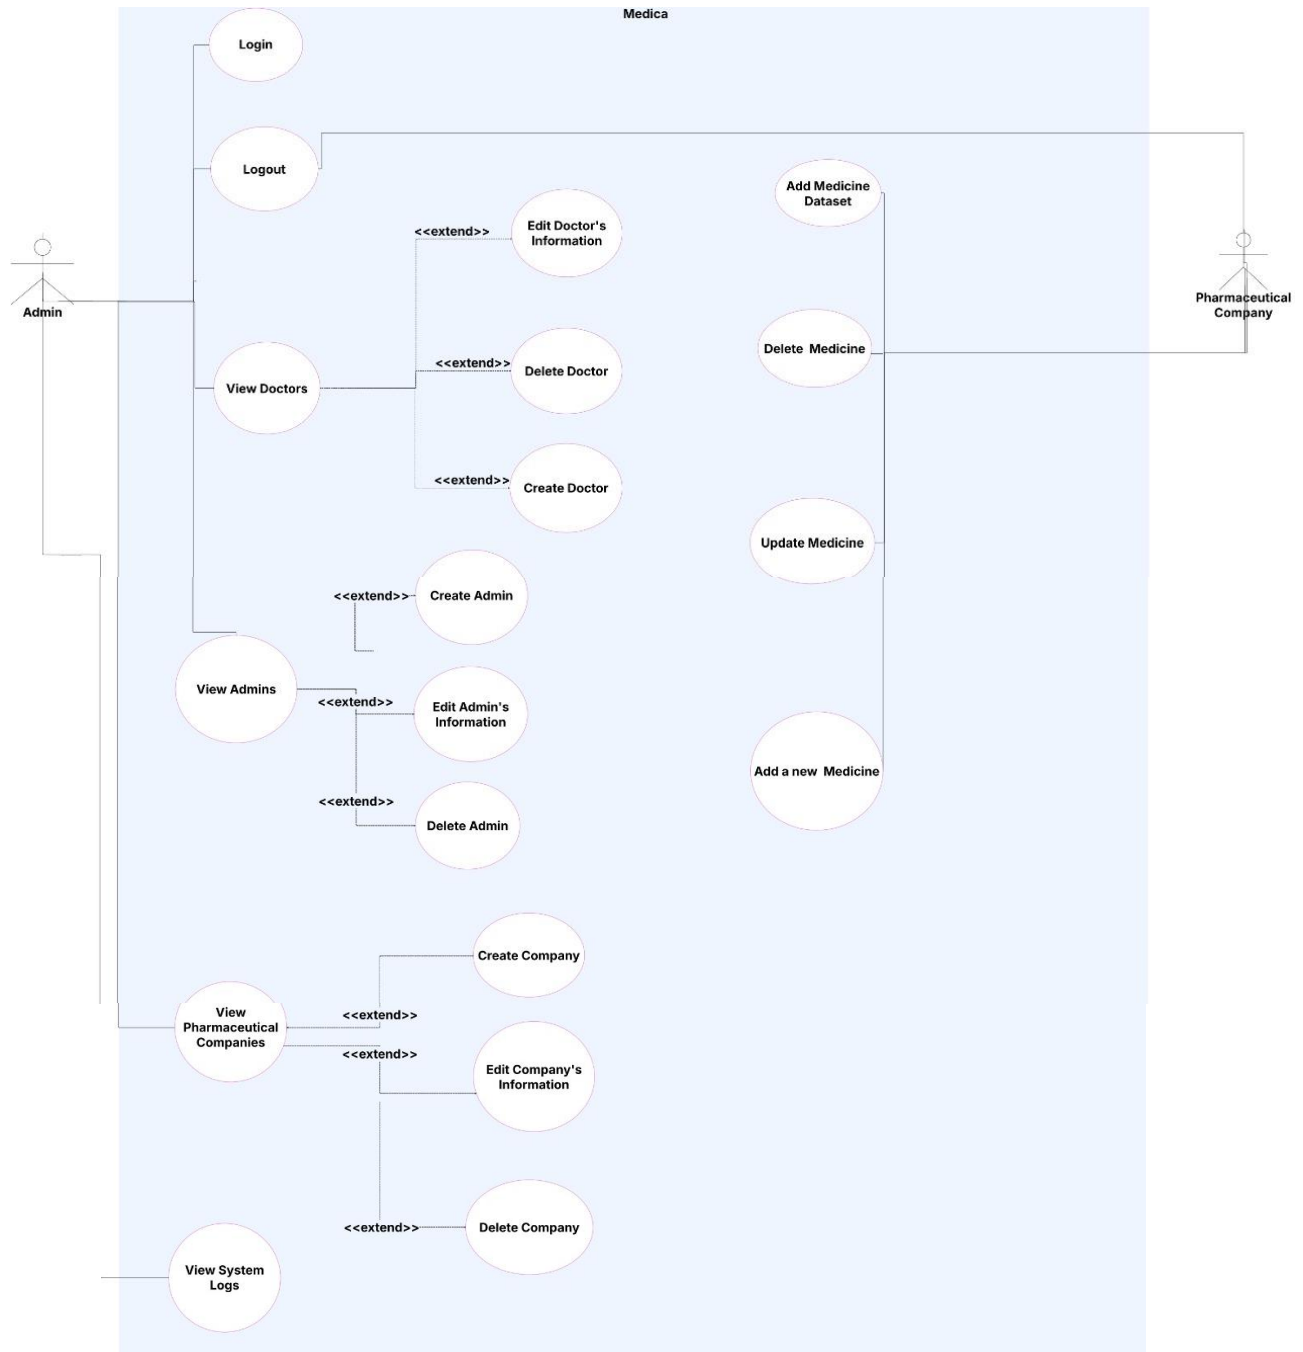 Medica
Login
Logout
Add Medicine
Dataset
<<extend>>
Edit Doctor's
Information
Admin
Pharmaceutical
Company
Delete  Medicine
<<extend>>
Delete Doctor
View Doctors
<<extend>>
Create Doctor
Update Medicine
<<extend>>
Create Admin
View Admins
<<extend>>
Edit Admin's
Information
Add a new  Medicine
<<extend>>
Delete Admin
Create Company
View
Pharmaceutical
Companies
<<extend>>
<<extend>>
Edit Company's
Information
<<extend>>
Delete Company
View System
Logs